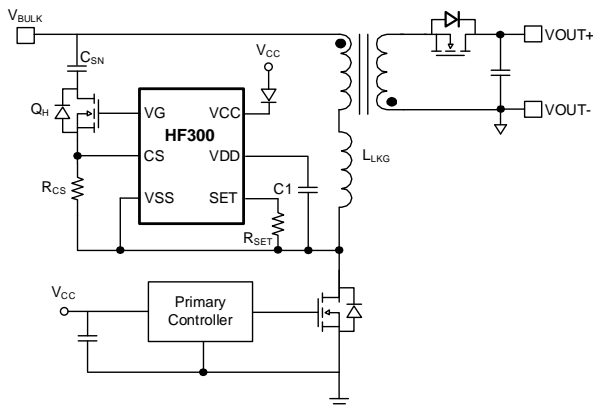 VBULK
CSN
QH
VCC
VOUT+
VOUT-
HF300
VG
VCC
CS
VDD
VSS
SET
RCS
C1
RSET
LLKG
VCC
Primary
Controller